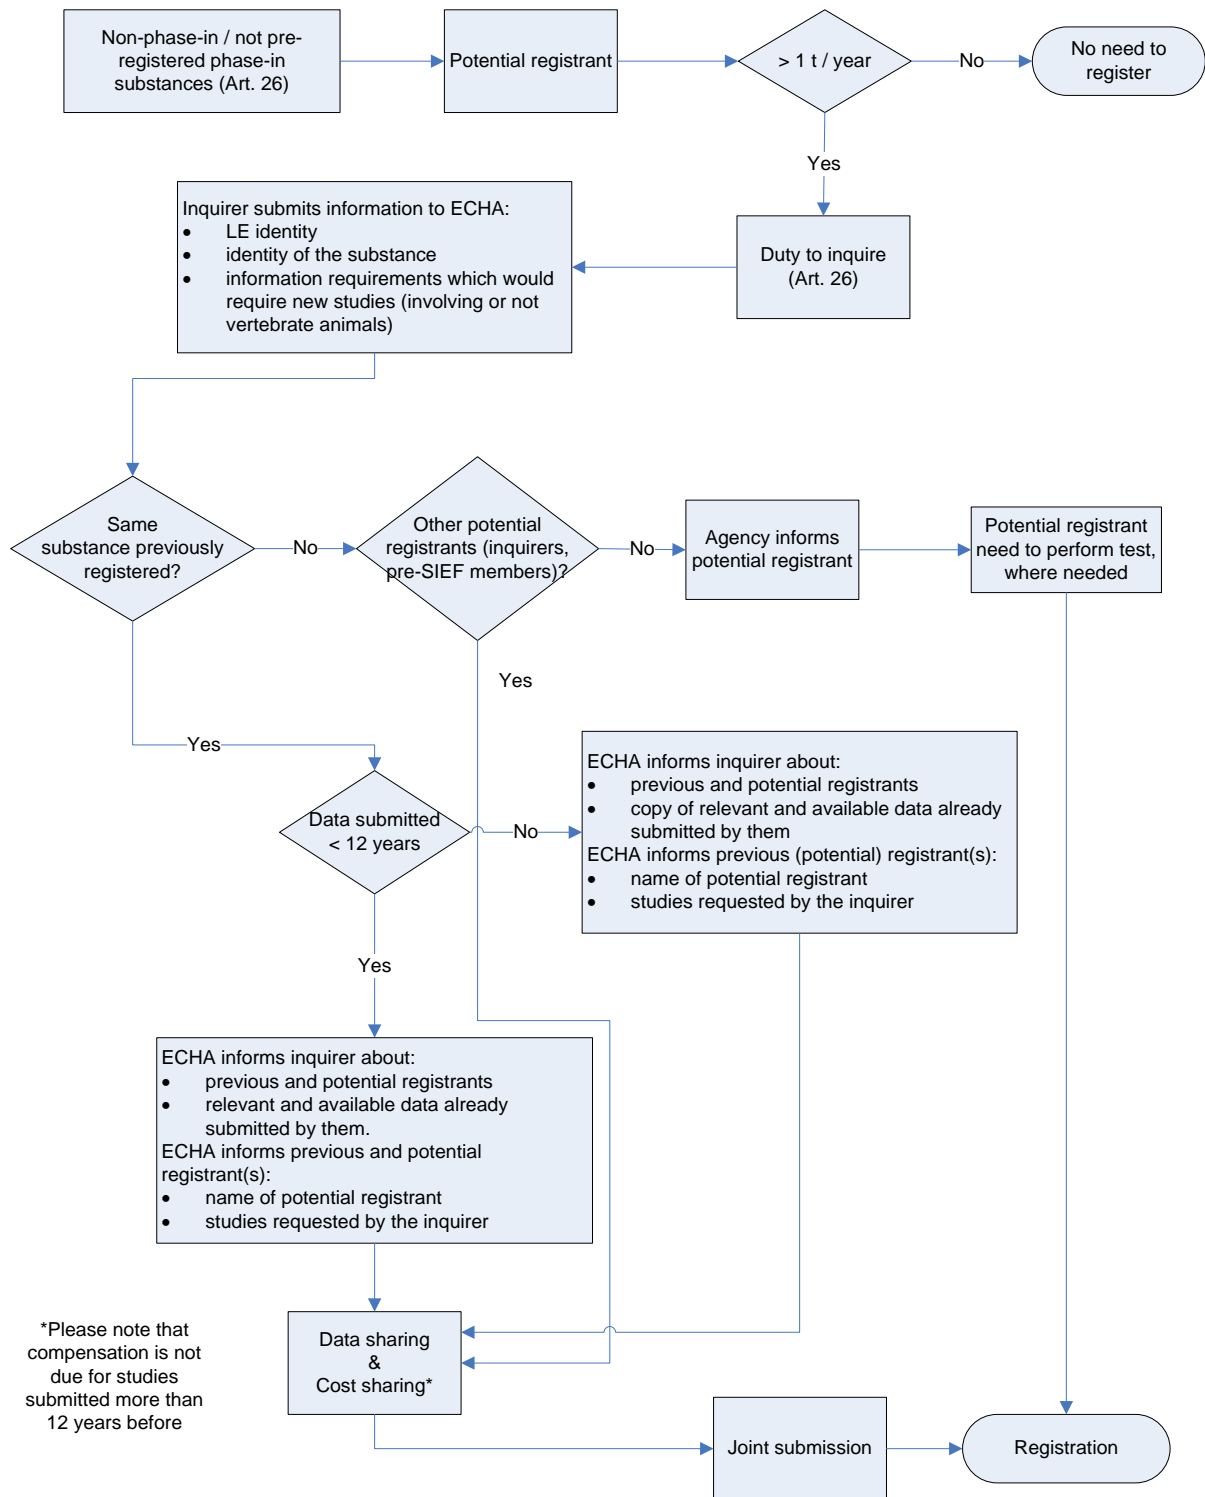 Non-phase-in / not pre-
registered phase-in
substances (Art. 26)
Potential registrant
> 1 t / year
No
No need to
register
Yes
Inquirer submits information to ECHA:
• LE identity
• identity of the substance
• information requirements which would
require new studies (involving or not
vertebrate animals)
Duty to inquire
(Art. 26)
Same
substance previously
registered?
No
Other potential
registrants (inquirers,
pre-SIEF members)?
No
Agency informs
potential registrant
Potential registrant
need to perform test,
where needed
Yes
Yes
Data submitted
< 12 years
No
ECHA informs inquirer about:
• previous and potential registrants
• copy of relevant and available data already
submitted by them
ECHA informs previous (potential) registrant(s):
• name of potential registrant
• studies requested by the inquirer
Yes
ECHA informs inquirer about:
• previous and potential registrants
• relevant and available data already
submitted by them.
ECHA informs previous and potential
registrant(s):
• name of potential registrant
• studies requested by the inquirer
*Please note that
compensation is not
due for studies
submitted more than
12 years before
Data sharing
&
Cost sharing*
Joint submission
Registration